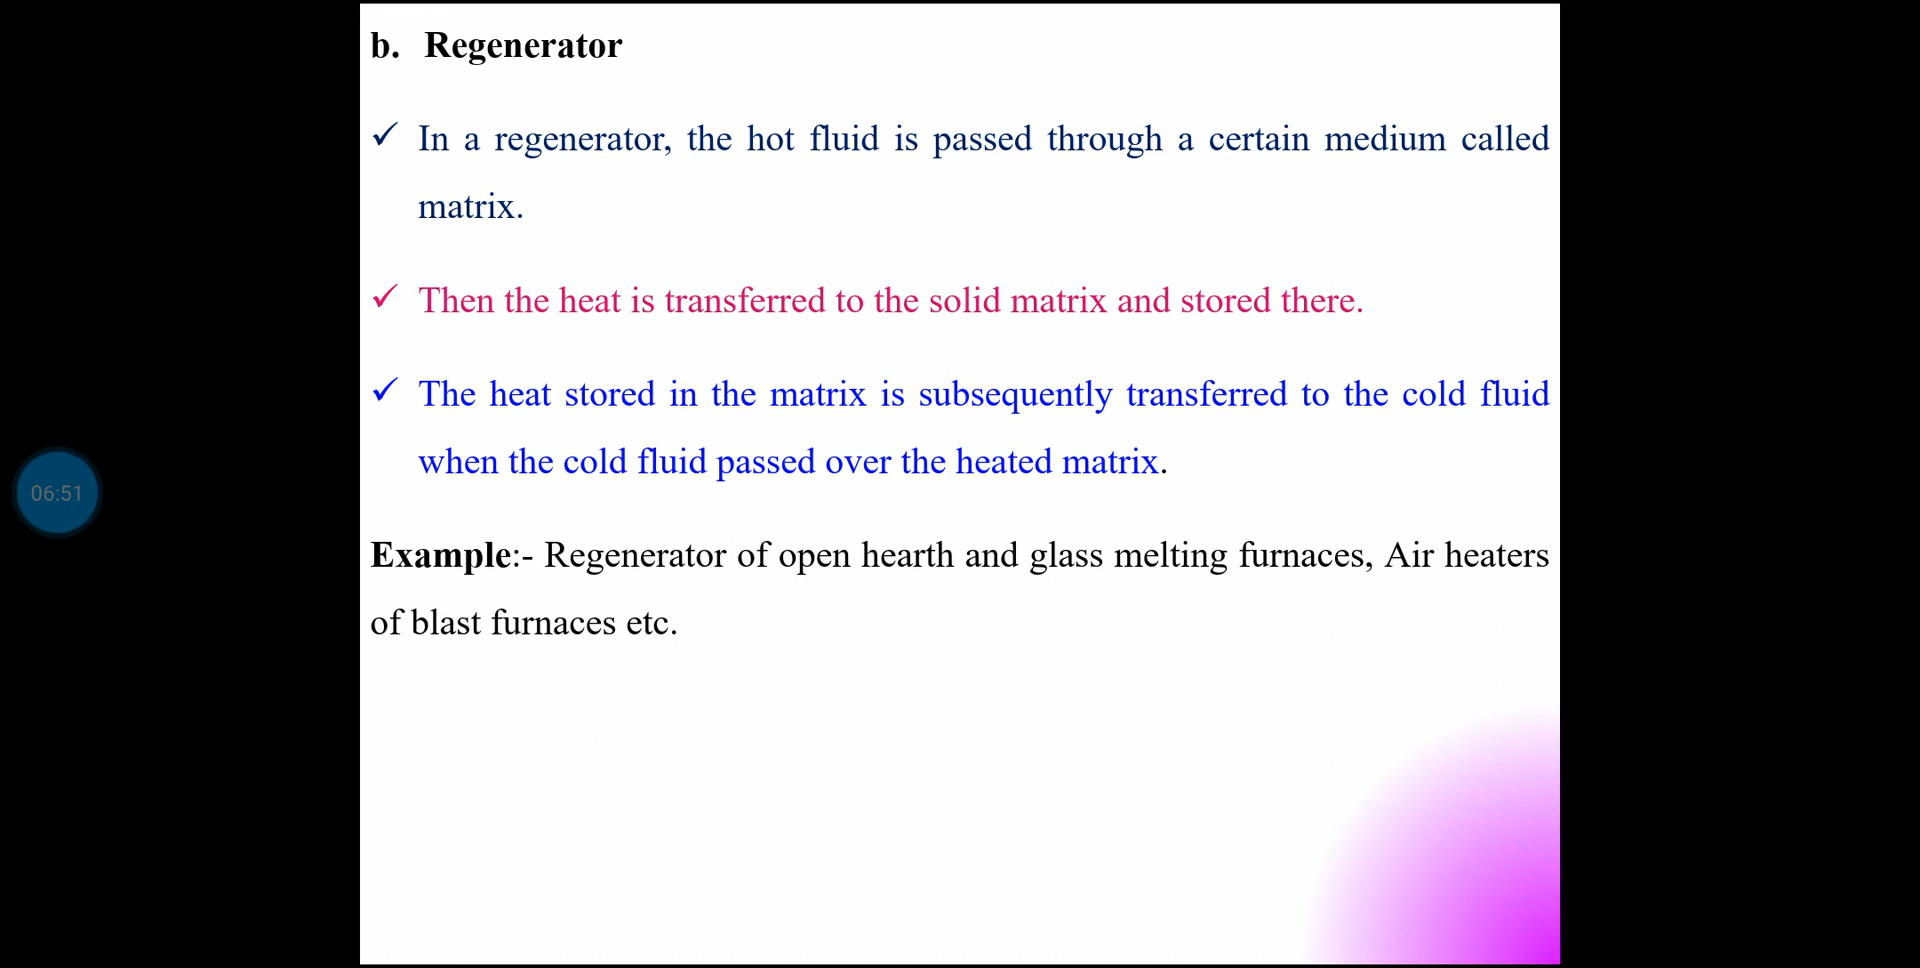 b. Regenerator
✓ In a regenerator, the hot fluid is passed through a certain medium called
matrix.
✓ Then the heat is transferred to the solid matrix and stored there.
✓ The heat stored in the matrix is subsequently transferred to the cold fluid
when the cold fluid passed over the heated matrix.
06:51
Example:- Regenerator of open hearth and glass melting furnaces, Air heaters
of blast furnaces etc.